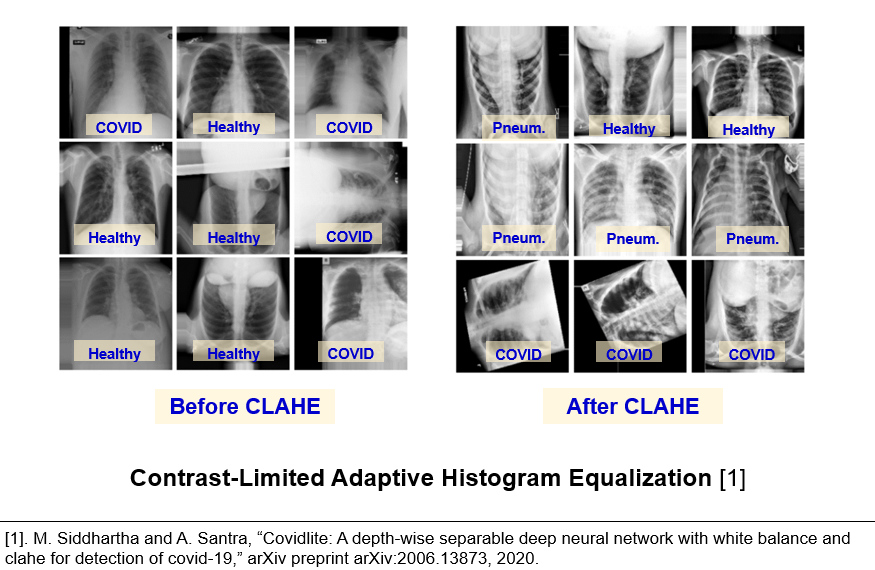 COVID
Healthy
COVID
Healthy
Healthy
COVID
Healthy
Healthy
COVID
Before CLAHE
Pneum.
Healthy
Healthy
Pneum.
Pneum.
Pneum.
COVID
COVID
COVID
After CLAHE
Contrast-Limited Adaptive Histogram Equalization [1]
[1]. M. Siddhartha and A. Santra, “Covidlite: A depth-wise separable deep neural network with white balance and
clahe for detection of covid-19,” arXiv preprint arXiv:2006.13873, 2020.